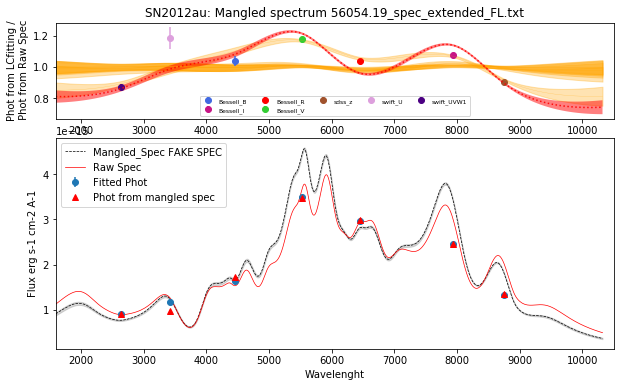 SN2012au: Mangled spectrum 56054.19_spec_extended_FL.txt
Phot from LCfitting /
Phot from Raw Spec
1.2
1.0
0.8
Bessell_B
Bessell_I
Bessell_R
Bessell_V
sdss_z
swift_U
swift_UVW1
2000 3000 4000 5000 6000 7000 8000 9000 10000
Flux erg s-1 cm-2 A-1
4
3
2
1
Mangled_Spec FAKE SPEC
Raw Spec
Fitted Phot
Phot from mangled spec
2000 3000 4000 5000 6000 7000 8000 9000 10000
Wavelenght